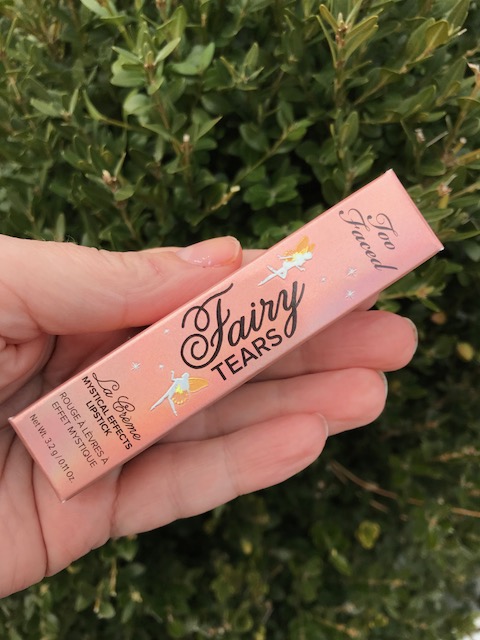 Too
Faced
Fairy
TEARS
La Crème
MYSTICAL EFFECTS
LIPSTICK
ROUGE À LÈVRES À
EFFET MYSTIQUE
Net Wt. 3.2 g / 0.11 Oz.